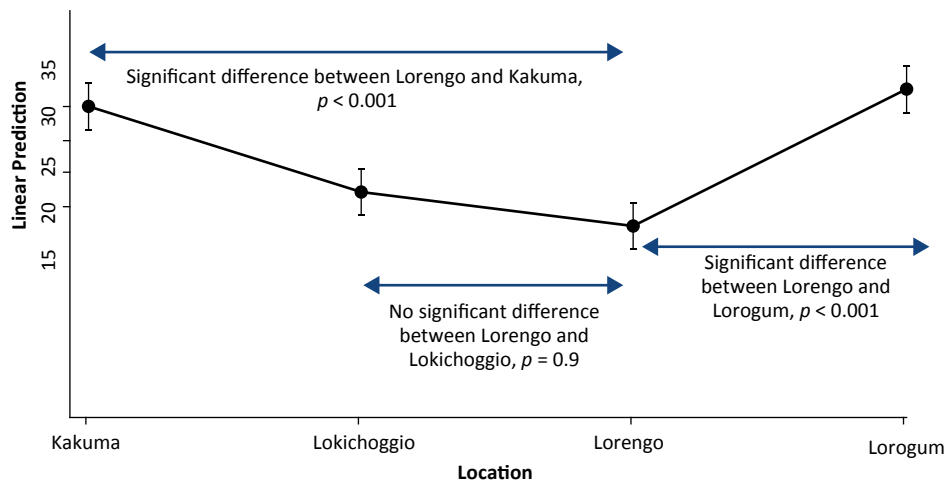 Linear Prediction
35
30
25
20
15
Significant difference between Lorengo and Kakuma,
p < 0.001
No significant difference
between Lorengo and
Lokichoggio, p = 0.9
Significant difference
between Lorengo and
Lorogum, p < 0.001
Kakuma
Lokichoggio
Lorengo
Lorogum
Location